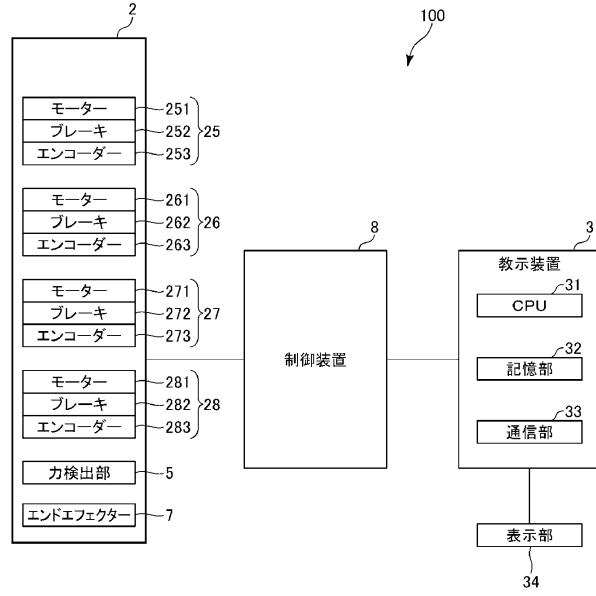 2
100
モーター 251
ブレーキ 252 25
エンコーダー 253
モーター 261
ブレーキ 262 26
エンコーダー 263
モーター 271
ブレーキ 272 27
エンコーダー 273
モーター 281
ブレーキ 282 28
エンコーダー 283
力検出部 5
エンドエフェクター 7
8
制御装置
3
教示装置
31
CPU
32
記憶部
33
通信部
表示部
34